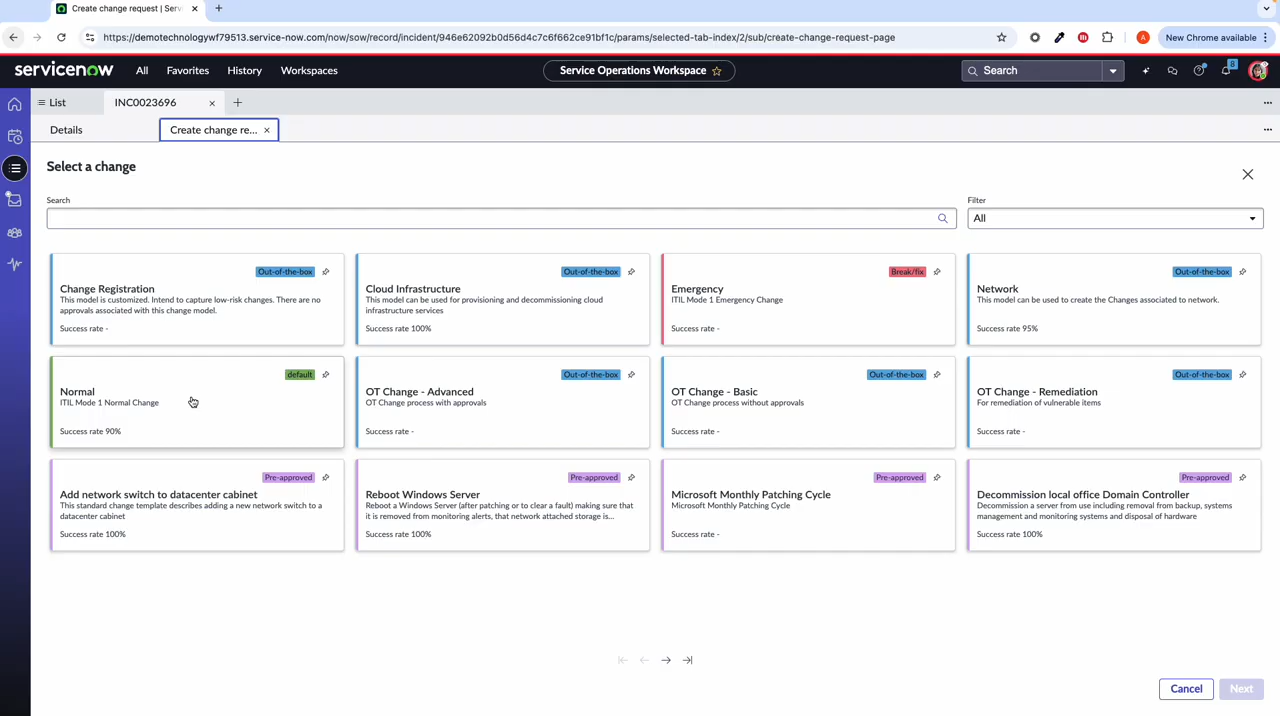 Create change request | Serv
https://demotechnologywf79513.service-now.com/now/sow/record/incident/946e62092b0d56d4c7c6f662ce91bf1c/params/selected-tab-index/2/sub/create-change-request-page
A
New Chrome available
servicenow
All
Favorites
History
Workspaces
Service Operations Workspace
Search
8
List
INC0023696
Details
Create change re...
Select a change
Search
Filter
All
Out-of-the-box
Change Registration
This model is customized. Intend to capture low-risk changes. There are no
approvals associated with this change model.
Success rate -
Out-of-the-box
Cloud Infrastructure
This model can be used for provisioning and decommissioning cloud
infrastructure services
Success rate 100%
Break/fix
Emergency
ITIL Mode 1 Emergency Change
Success rate -
Out-of-the-box
Network
This model can be used to create the Changes associated to network.
Success rate 95%
default
Normal
ITIL Mode 1 Normal Change
Success rate 90%
Out-of-the-box
OT Change - Advanced
OT Change process with approvals
Success rate -
Out-of-the-box
OT Change - Basic
OT Change process without approvals
Success rate -
Out-of-the-box
OT Change - Remediation
For remediation of vulnerable items
Success rate -
Pre-approved
Add network switch to datacenter cabinet
This standard change template describes adding a new network switch to a
datacenter cabinet
Success rate 100%
Pre-approved
Reboot Windows Server
Reboot a Windows Server (after patching or to clear a fault) making sure that
it is removed from monitoring alerts, that network attached storage is...
Success rate 100%
Pre-approved
Microsoft Monthly Patching Cycle
Microsoft Monthly Patching Cycle
Success rate -
Pre-approved
Decommission local office Domain Controller
Decommission a server from use including removal from backup, systems
management and monitoring systems and disposal of hardware
Success rate 100%
Cancel
Next